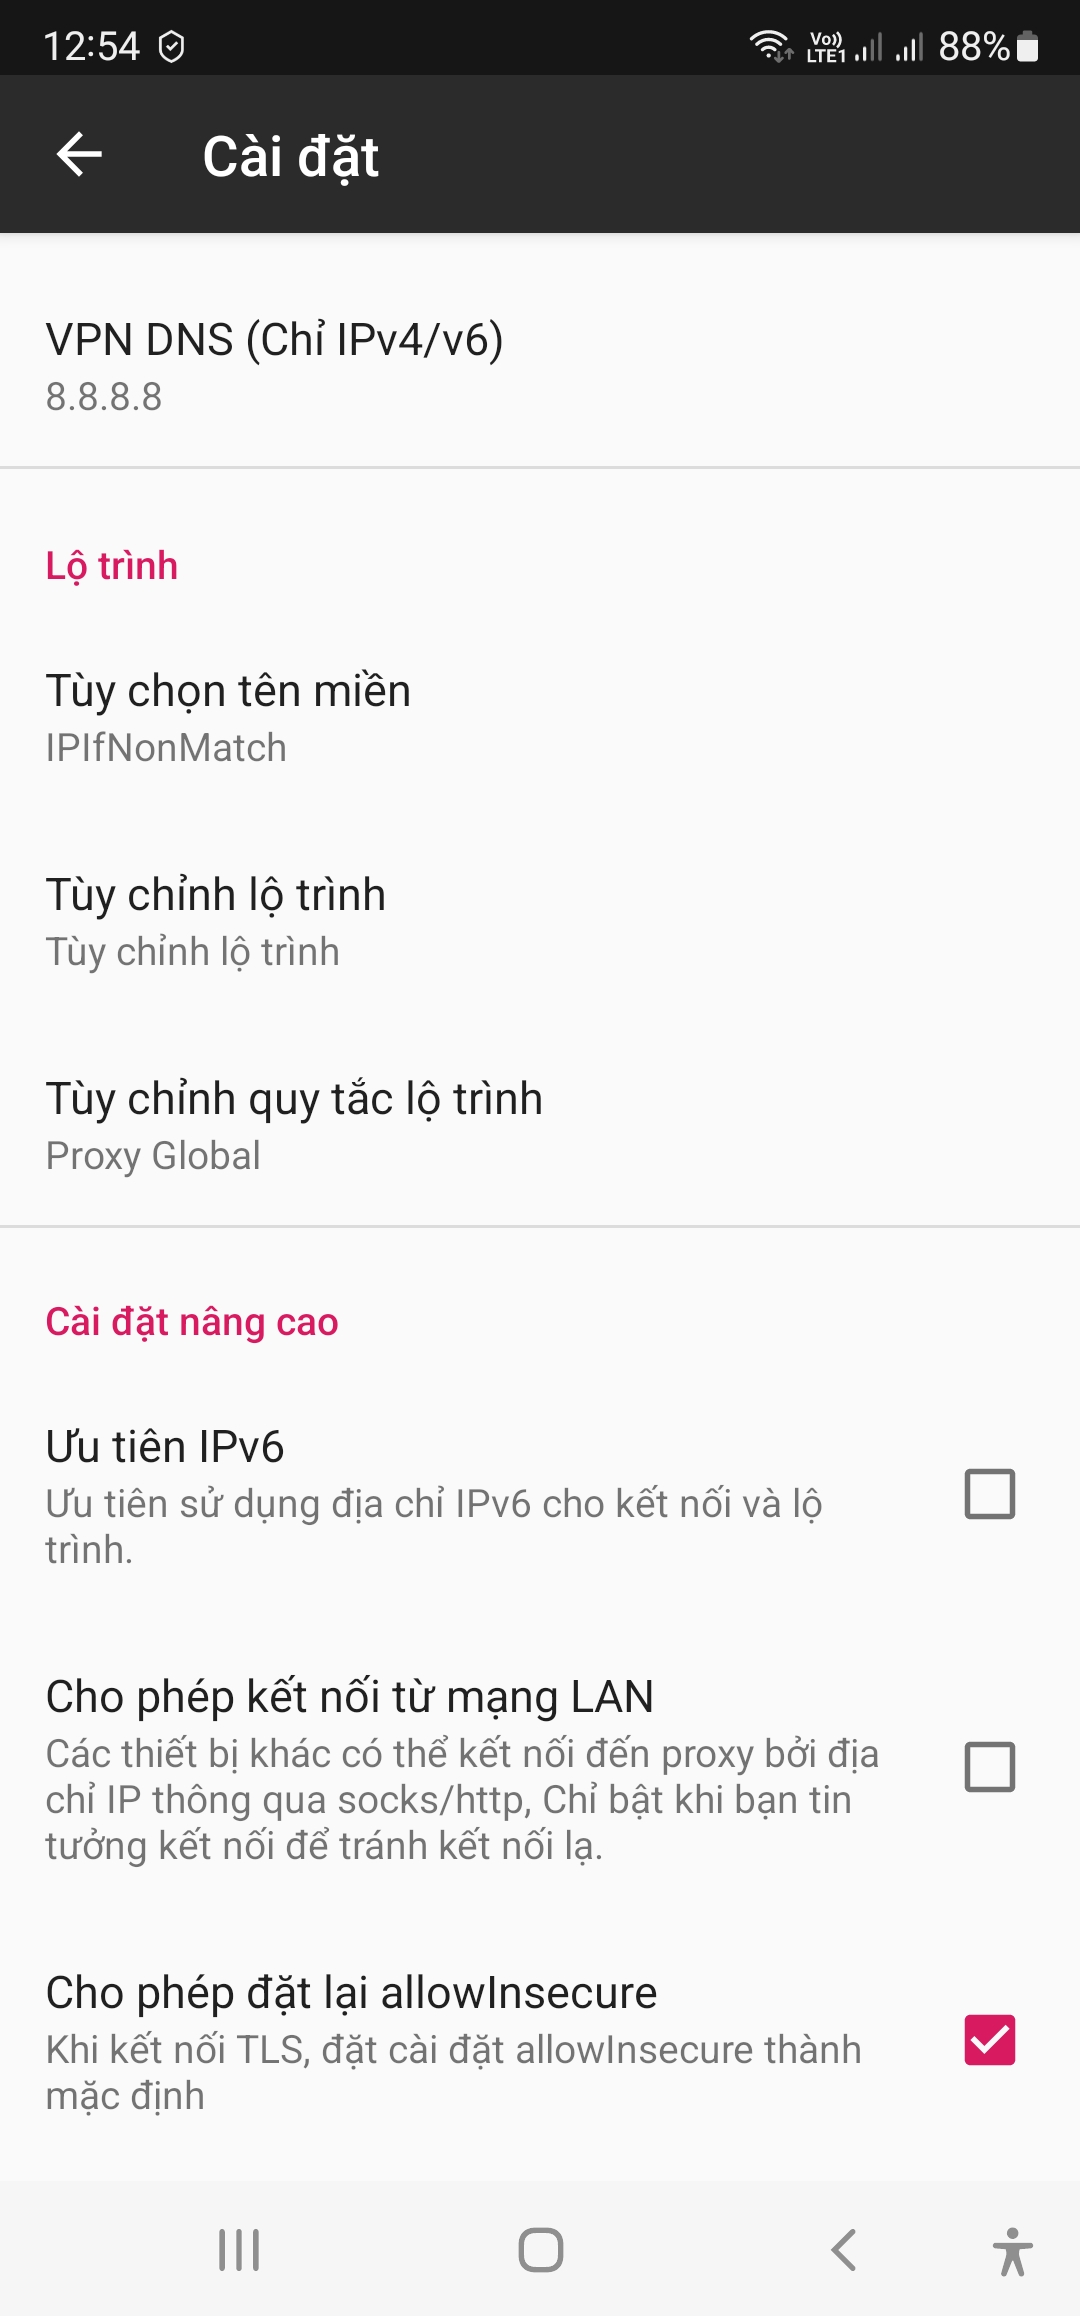 12:54
Vo)) LTE1 88%
Cài đặt
VPN DNS (Chỉ IPv4/v6)
8.8.8.8
Lộ trình
Tùy chọn tên miền
IPIfNonMatch
Tùy chỉnh lộ trình
Tùy chỉnh lộ trình
Tùy chỉnh quy tắc lộ trình
Proxy Global
Cài đặt nâng cao
Ưu tiên IPv6
Ưu tiên sử dụng địa chỉ IPv6 cho kết nối và lộ
trình.
Cho phép kết nối từ mạng LAN
Các thiết bị khác có thể kết nối đến proxy bởi địa
chỉ IP thông qua socks/http, Chỉ bật khi bạn tin
tưởng kết nối để tránh kết nối lạ.
Cho phép đặt lại allowInsecure
Khi kết nối TLS, đặt cài đặt allowInsecure thành
mặc định